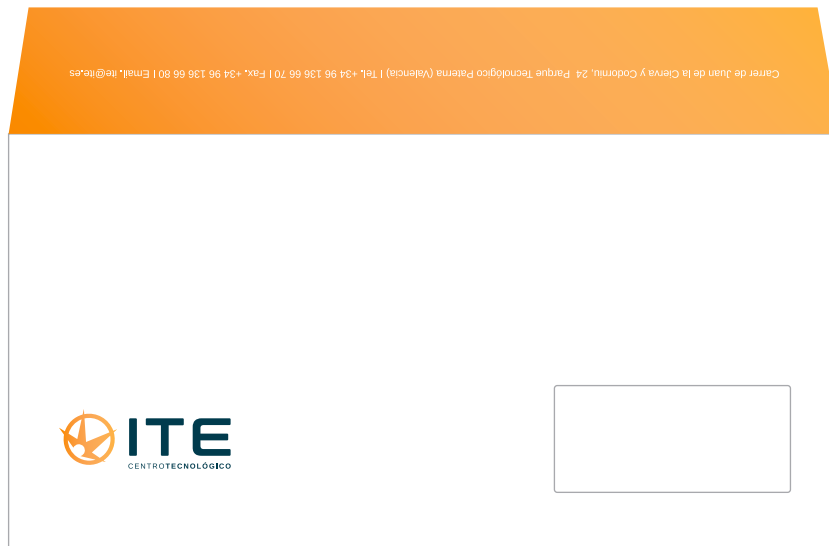 Carrer de Juan de la Cierva y Codorniu, 24 Parque Tecnológico Paterna (Valencia) | Tel. +34 96 136 66 70 | Fax. +34 96 136 66 80 | Email. ite@ite.es
ITE
CENTROTECNOLÓGICO